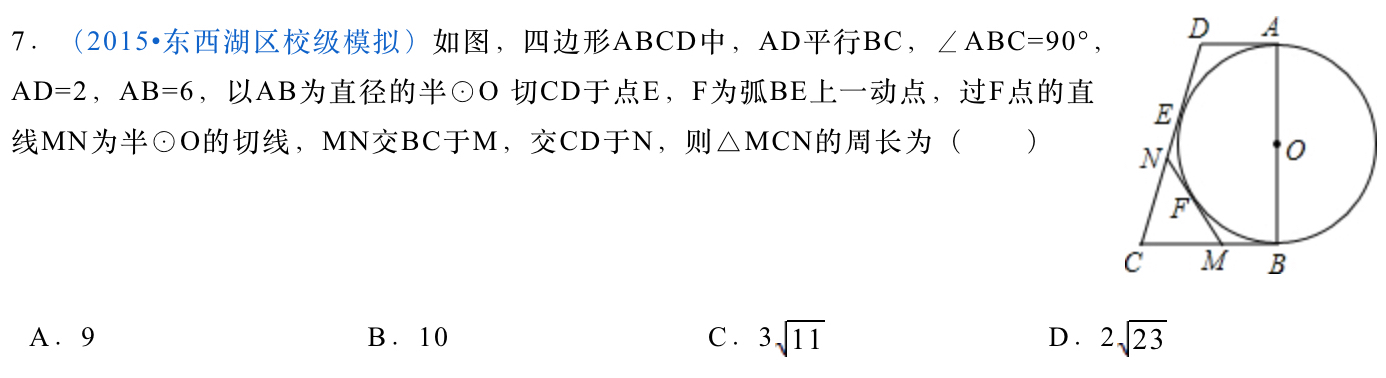 7．（2015•东西湖区校级模拟）如图，四边形ABCD中，AD平行BC，∠ABC=90°，
AD=2，AB=6，以AB为直径的半⊙O 切CD于点E，F为弧BE上一动点，过F点的直
线MN为半⊙O的切线，MN交BC于M，交CD于N，则△MCN的周长为（　　）
D A
E
N O
F
C M B
A．9 B．10 C．3√11 D．2√23